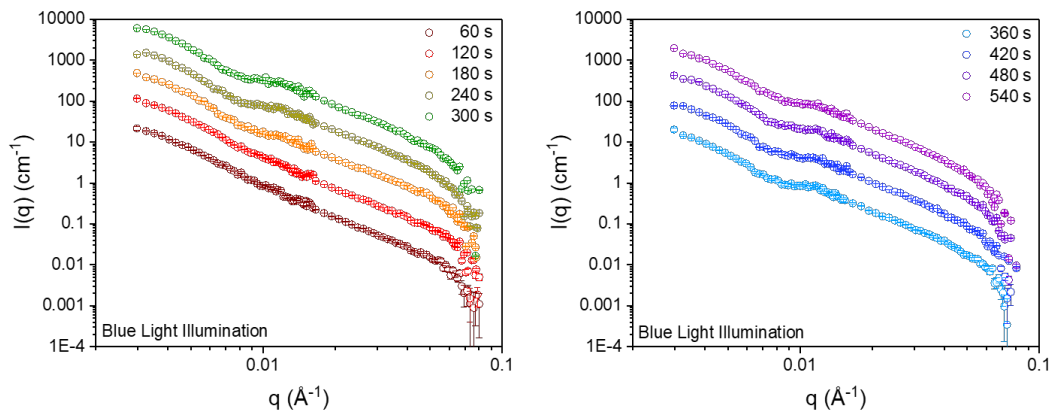 10000
1000
100
10
1
0.1
0.01
0.001
1E-4
I(q) (cm⁻¹)
60 s
120 s
180 s
240 s
300 s
Blue Light Illumination
0.01
0.1
q (Å⁻¹)
10000
1000
100
10
1
0.1
0.01
0.001
1E-4
I(q) (cm⁻¹)
360 s
420 s
480 s
540 s
Blue Light Illumination
0.01
0.1
q (Å⁻¹)